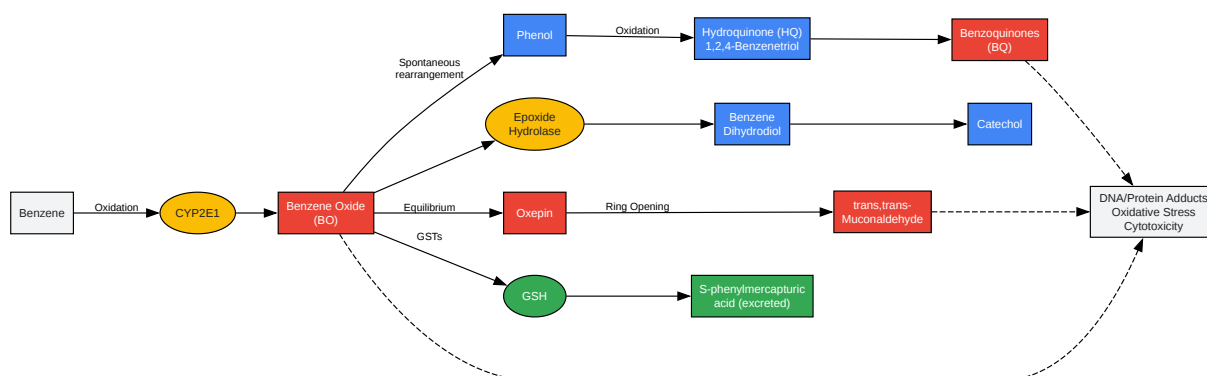 Phenol
Oxidation
Hydroquinone (HQ)
1,2,4-Benzenetriol
Benzoquinones
(BQ)
Spontaneous
rearrangement
Epoxide
Hydrolase
Benzene
Dihydrodiol
Catechol
Benzene
Oxidation
CYP2E1
Benzene Oxide
(BO)
Equilibrium
Oxepin
Ring Opening
trans,trans-
Muconaldehyde
DNA/Protein Adducts
Oxidative Stress
Cytotoxicity
GSTs
GSH
S-phenylmercapturic
acid (excreted)